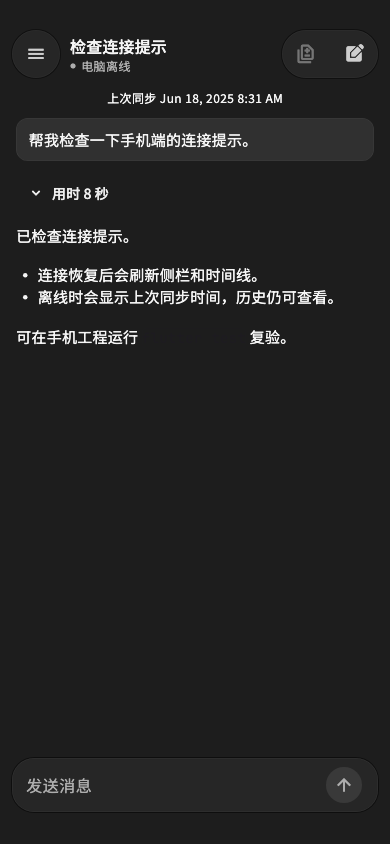 检查连接提示
电脑离线
上次同步 Jun 18, 2025 8:31 AM
帮我检查一下手机端的连接提示。
用时 8 秒
已检查连接提示。
• 连接恢复后会刷新侧栏和时间线。
• 离线时会显示上次同步时间，历史仍可查看。
可在手机工程运行 复验。
发送消息